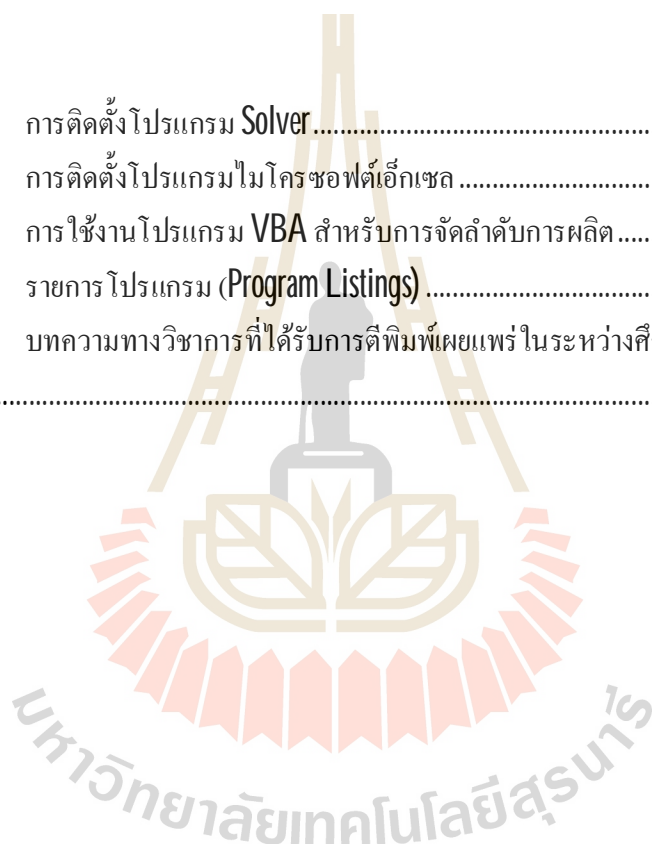 การติดตั้งโปรแกรม Solver
การติดตั้งโปรแกรมไมโครซอฟต์เอ็กเซล
การใช้งานโปรแกรม VBA สำหรับการจัดลำดับการผลิต
รายการโปรแกรม (Program Listings)
บทความทางวิชาการที่ได้รับการตีพิมพ์เผยแพร่ในระหว่างศึ
มหาวิทยาลัยเทคโนโลยีสุรนารี